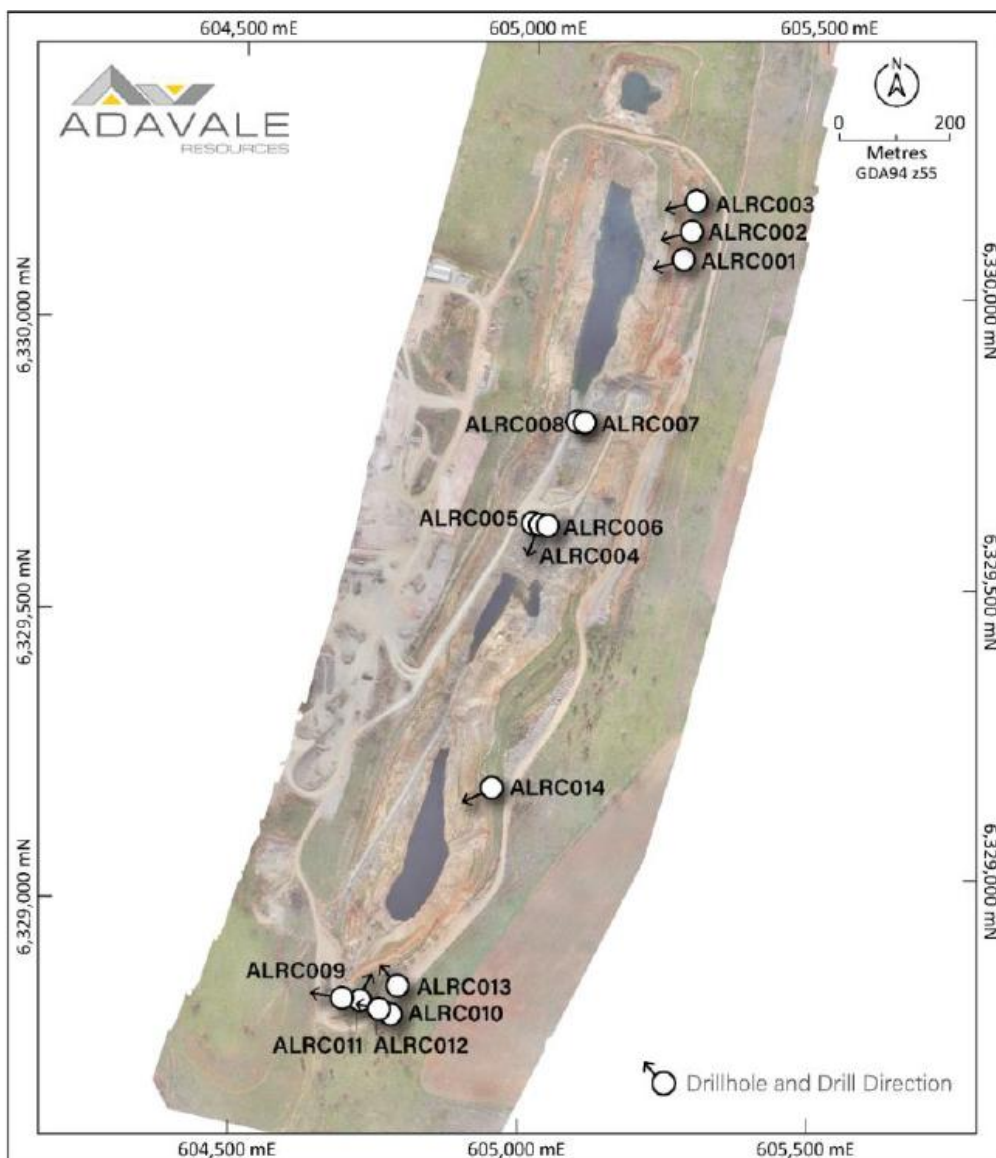 604,500 mE
605,000 mE
605,500 mE
ADAVALE
RESOURCES
N
0
200
Metres
GDA94 z55
ALRC003
ALRC002
ALRC001
6,330,000 mN
6,330,000 mN
ALRC008
ALRC007
ALRC005
ALRC006
ALRC004
6,329,500 mN
6,329,500 mN
ALRC014
6,329,000 mN
6,329,000 mN
ALRC009
ALRC013
ALRC010
ALRC011
ALRC012
Drillhole and Drill Direction
604,500 mE
605,000 mE
605,500 mE